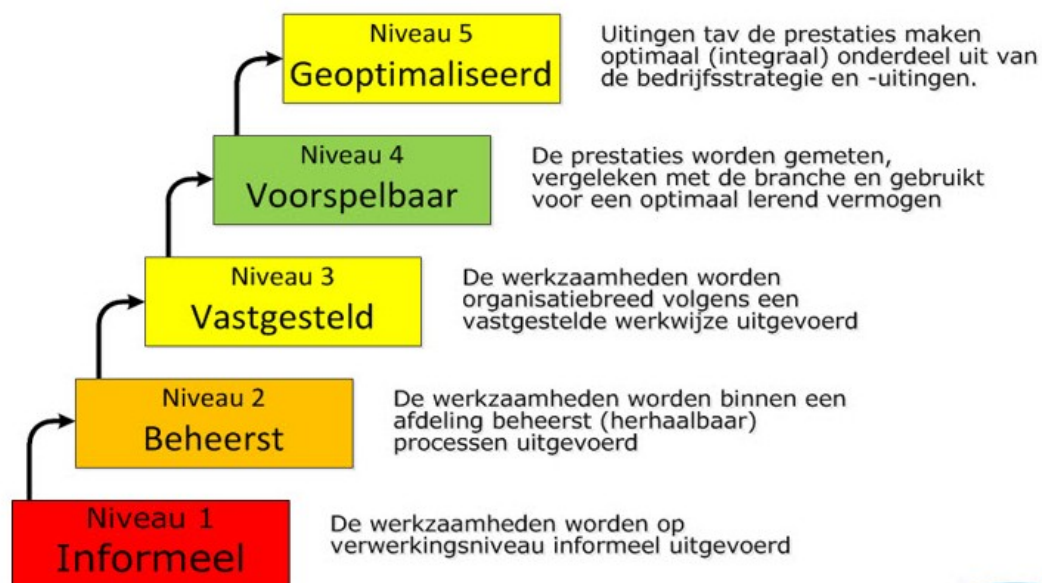 Niveau 5
Geoptimaliseerd
Uitingen tav de prestaties maken
optimaal (integraal) onderdeel uit van
de bedrijfsstrategie en -uitingen.
Niveau 4
Voorspelbaar
De prestaties worden gemeten,
vergeleken met de branche en gebruikt
voor een optimaal lerend vermogen
Niveau 3
Vastgesteld
De werkzaamheden worden
organisatiebreed volgens een
vastgestelde werkwijze uitgevoerd
Niveau 2
Beheerst
De werkzaamheden worden binnen een
afdeling beheerst (herhaalbaar)
processen uitgevoerd
Niveau 1
Informeel
De werkzaamheden worden op
verwerkingsniveau informeel uitgevoerd